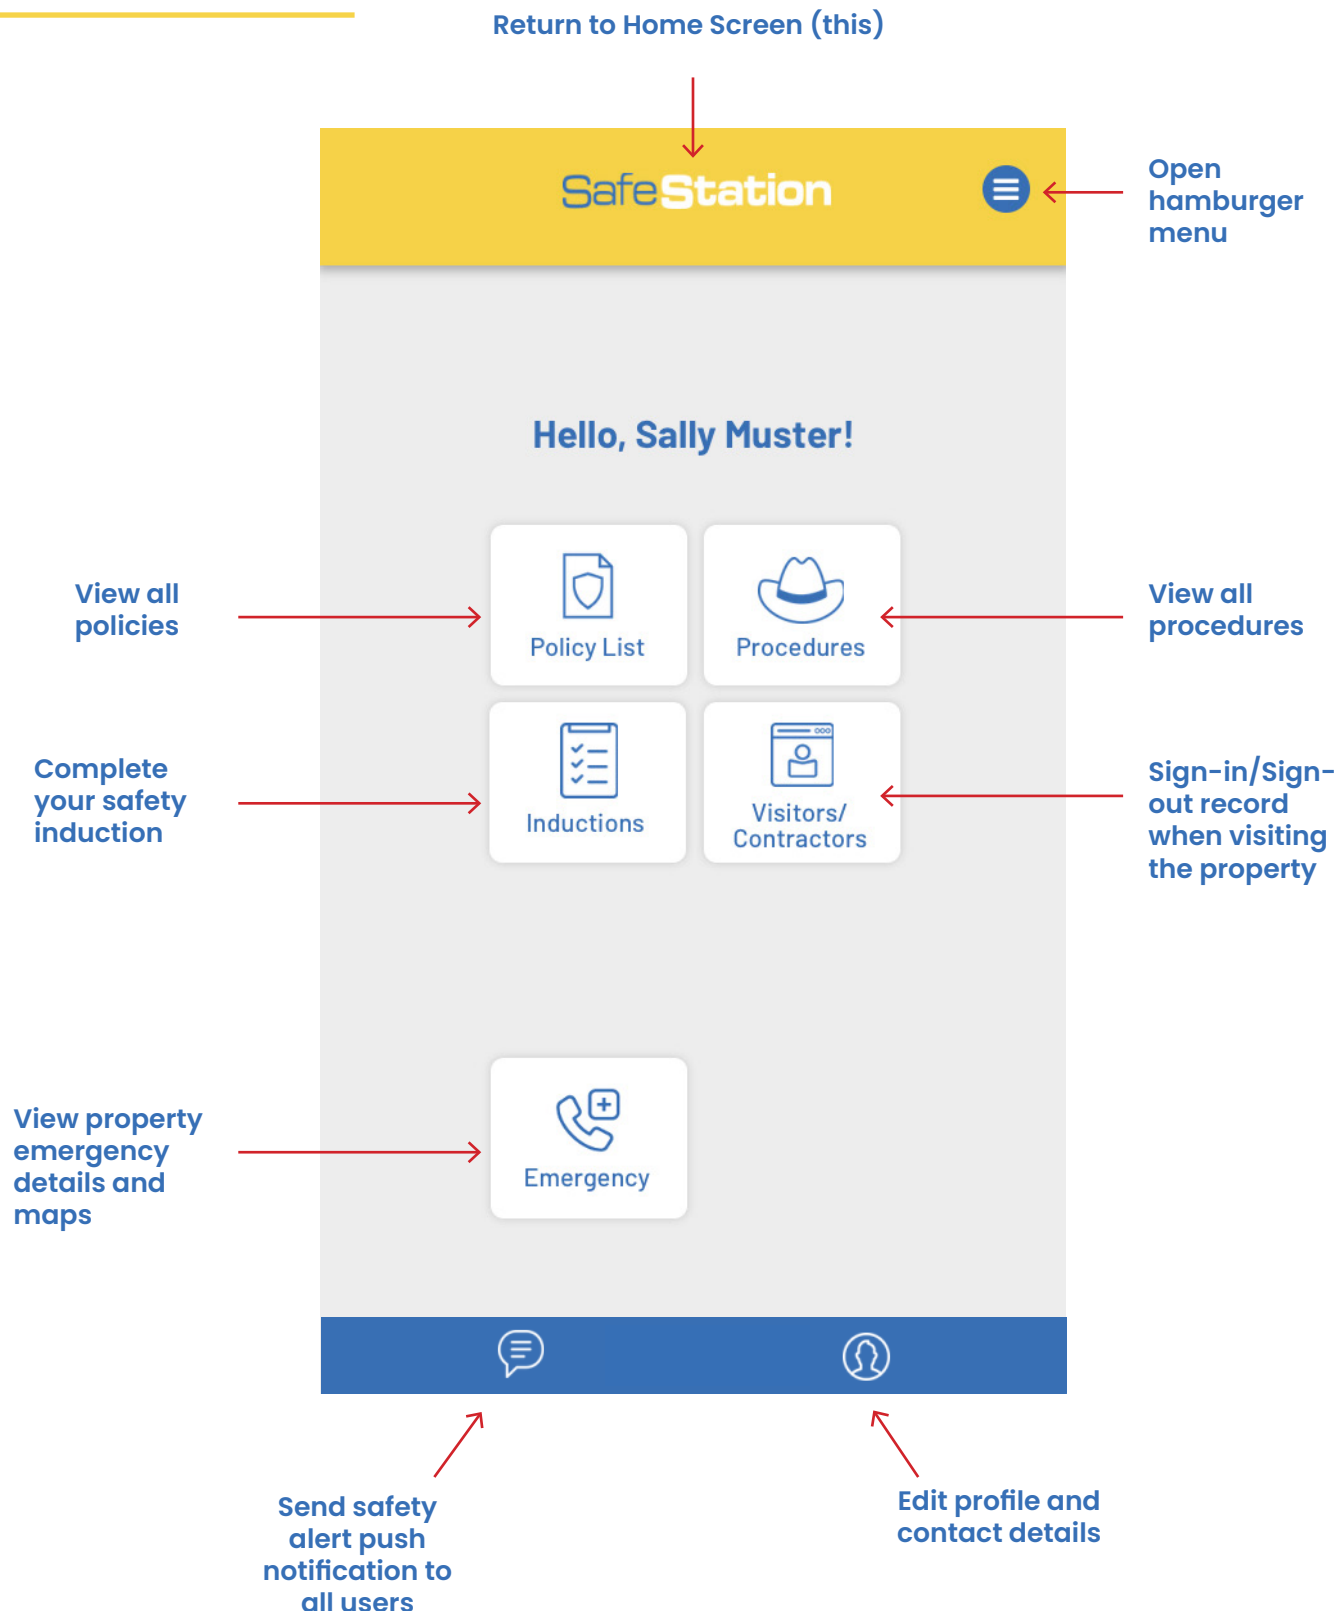 Return to Home Screen (this)
SafeStation
Open
hamburger
menu
Hello, Sally Muster!
View all
policies
Policy List
Procedures
View all
procedures
Complete
your safety
induction
Inductions
Visitors/
Contractors
Sign-in/Sign-
out record
when visiting
the property
View property
emergency
details and
maps
Emergency
Send safety
alert push
notification to
all users
Edit profile and
contact details